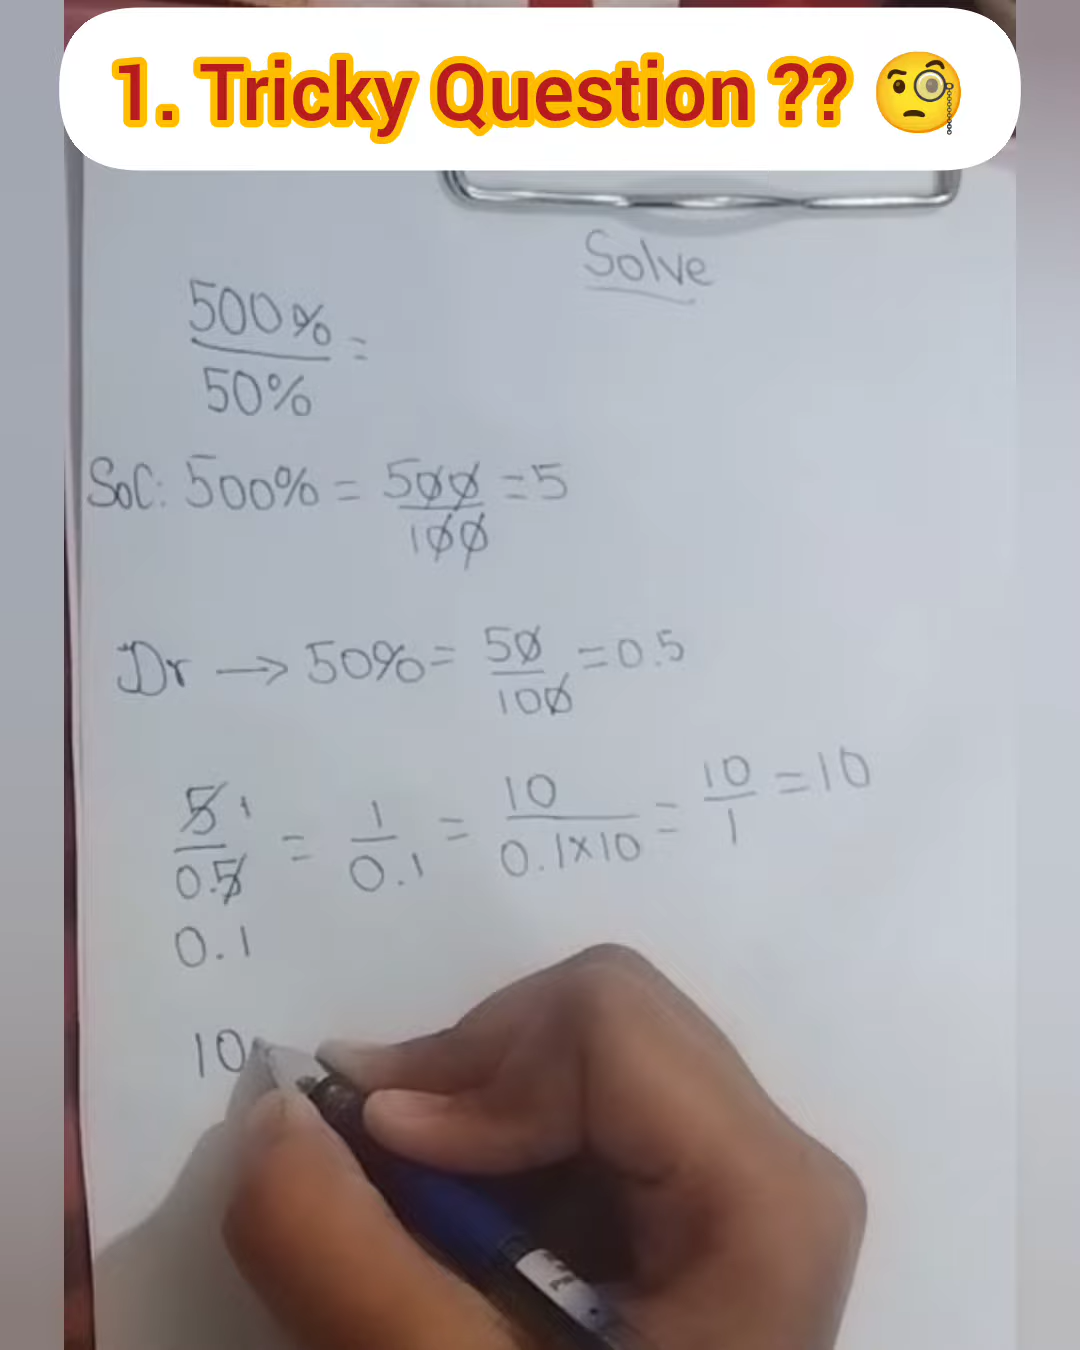 1. Tricky Question ?? 🧐
Solve
500% / 50% =
Sol: 500% = 500/100 = 5
Dr → 50% = 50/100 = 0.5
5/0.5 1 0.1 = 1/0.1 = 10/0.1×10 = 10/1 = 10
10